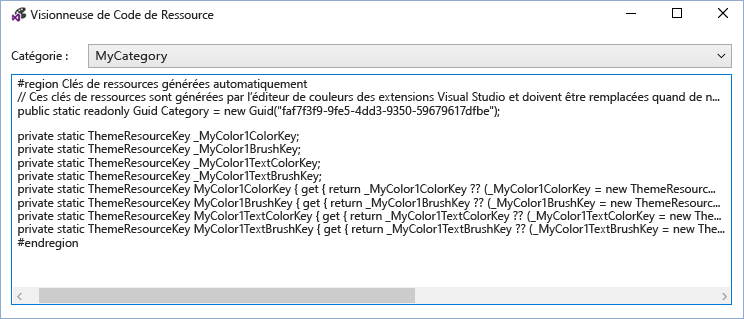 Visionneuse de Code de Ressource
Catégorie :
MyCategory
#region Clés de ressources générées automatiquement
// Ces clés de ressources sont générées par l'éditeur de couleurs des extensions Visual Studio et doivent être remplacées quand de n...
public static readonly Guid Category = new Guid("faf7f3f9-9fe5-4dd3-9350-59679617dfbe");
private static ThemeResourceKey _MyColor1ColorKey;
private static ThemeResourceKey _MyColor1BrushKey;
private static ThemeResourceKey _MyColor1TextColorKey;
private static ThemeResourceKey _MyColor1TextBrushKey;
private static ThemeResourceKey MyColor1ColorKey { get { return _MyColor1ColorKey ?? (_MyColor1ColorKey = new ThemeResourc...
private static ThemeResourceKey MyColor1BrushKey { get { return _MyColor1BrushKey ?? (_MyColor1BrushKey = new ThemeResourc...
private static ThemeResourceKey MyColor1TextColorKey { get { return _MyColor1TextColorKey ?? (_MyColor1TextColorKey = new The...
private static ThemeResourceKey MyColor1TextBrushKey { get { return _MyColor1TextBrushKey ?? (_MyColor1TextBrushKey = new The...
#endregion